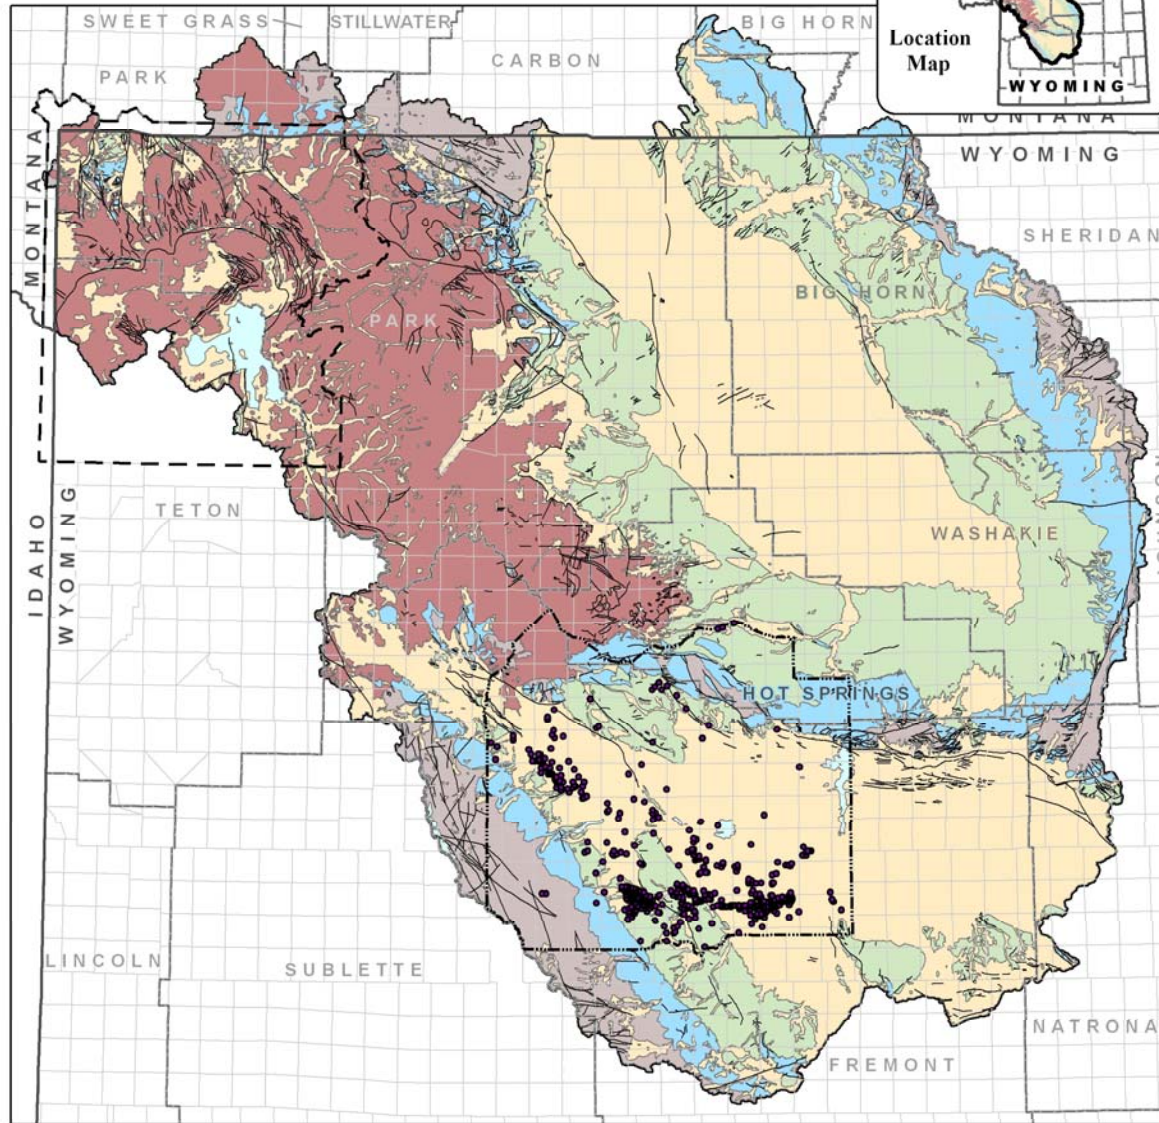 SWEET GRASS
STILLWATER
BIG HORN
PARK
CARBON
Location
Map
WYOMING
MONTANA
WYOMING
MONTANA
SHERIDAN
BIG HORN
PARK
TETON
WASHAKIE
IDAHO
WYOMING
HOT SPRINGS
LINCOLN
SUBLETTE
NATRONA
FREMONT